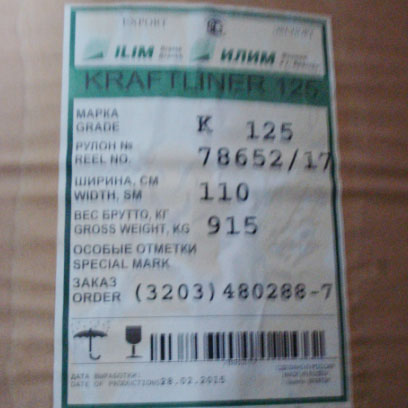 EXPORT
ILIM ИЛИМ
KRAFTLINER 125
МАРКА
GRADE K 125
РУЛОН №
REEL NO. 78652/17
ШИРИНА, СМ
WIDTH, SM 110
ВЕС БРУТТО, КГ
GROSS WEIGHT, KG 915
ОСОБЫЕ ОТМЕТКИ
SPECIAL MARK
ЗАКАЗ
ORDER (3203)480288-7
ДАТА ВЫРАБОТКИ:
DATE OF PRODUCTION: 28.02.2015